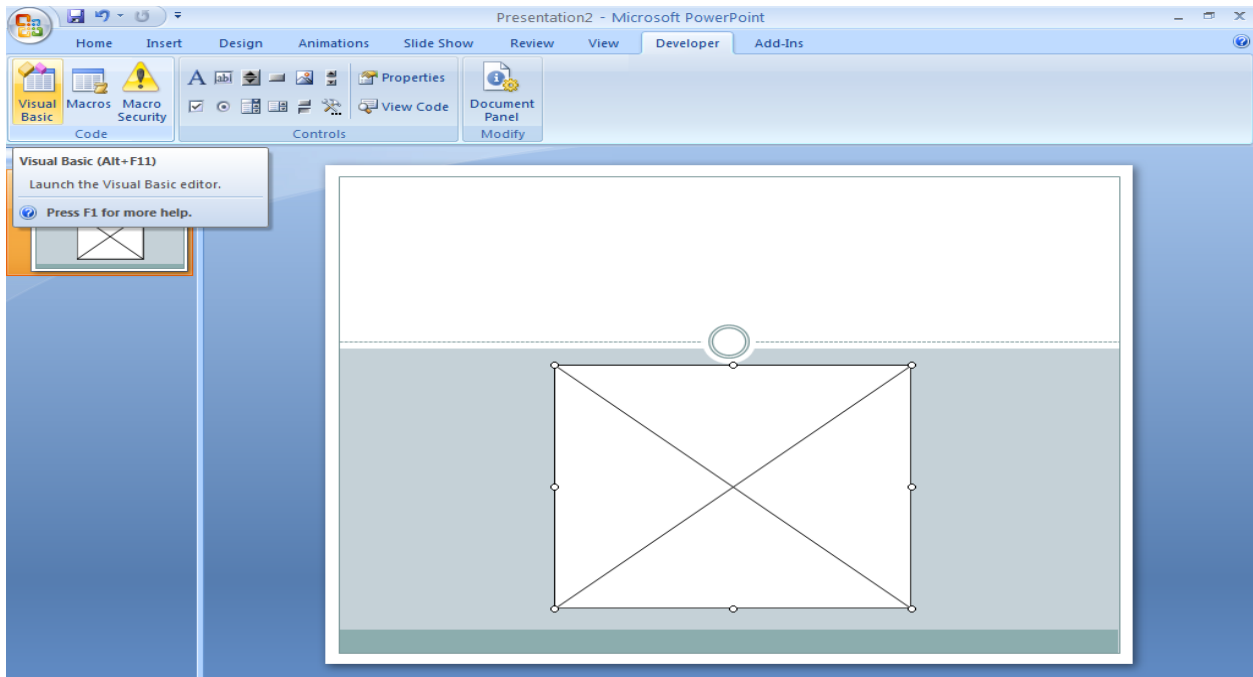 Presentation2 - Microsoft PowerPoint
Home Insert Design Animations Slide Show Review View Developer Add-Ins
Visual Basic
Macros
Macro Security
A ab|
Properties
View Code
Document Panel
Code
Controls
Modify
Visual Basic (Alt+F11)
Launch the Visual Basic editor.
Press F1 for more help.